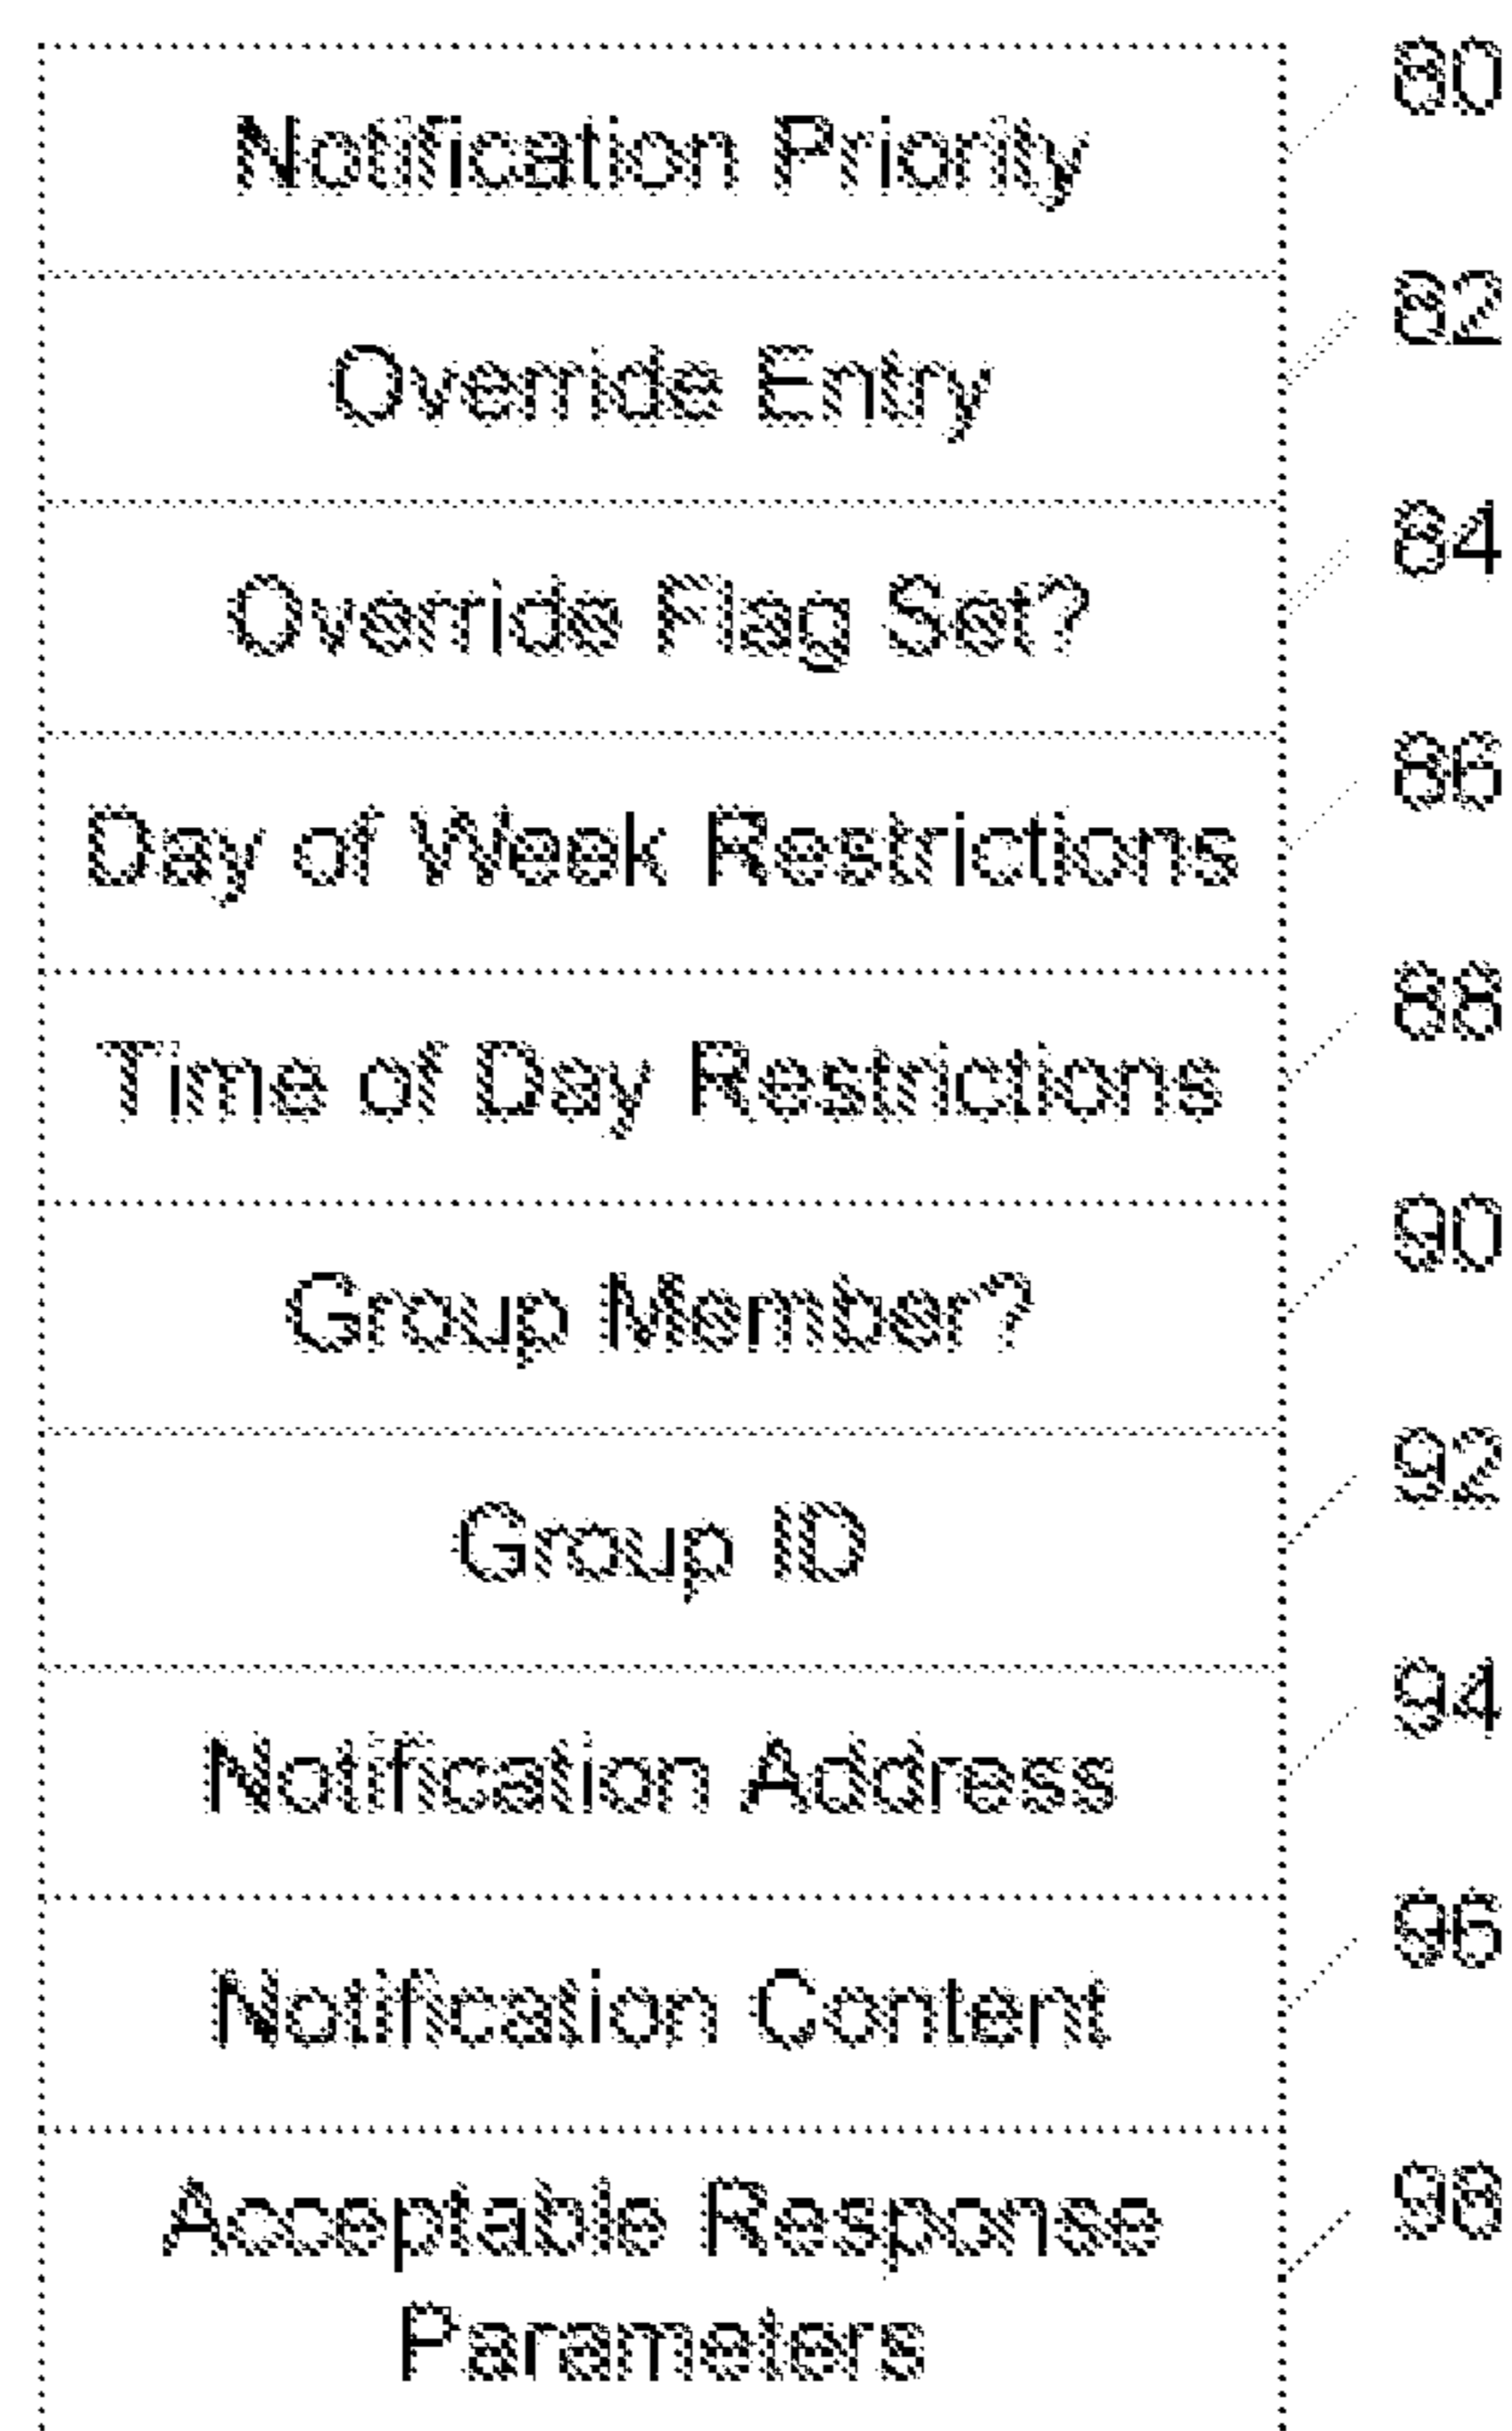 Notification Priority 80
Override Entry 82
Override Flag Set? 84
Day of Week Restrictions 86
Time of Day Restrictions 88
Group Member? 90
Group ID 92
Notification Address 94
Notification Content 96
Acceptable Response 98
Parameters